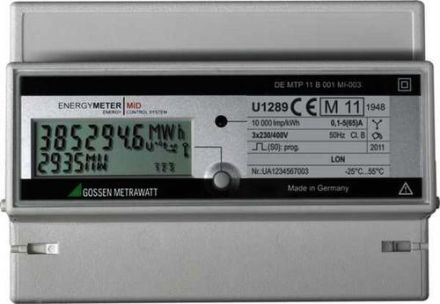 DE MTP 11 B 001 MI-003
ENERGYMETER MID
ENERGY CONTROL SYSTEM
U1289 CE M 11 1948
10 000 Imp/kWh 0,1-5(65)A
3x230/400V 50Hz Cl. B
(S0): prog. 2011
LON
Nr.:UA1234567003 -25°C...55°C
Made in Germany
385294.6 MWh
2935 MW
GOSSEN METRAWATT